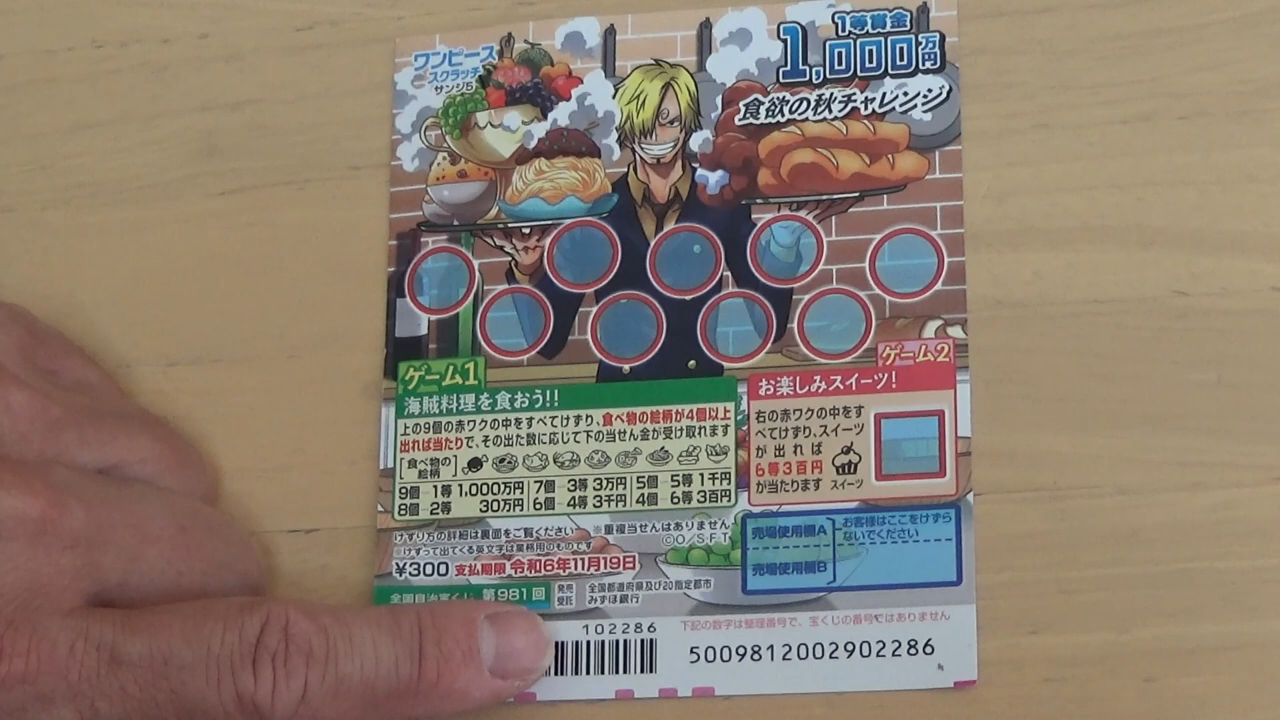 ワンピース
スクラッチ
サンジ5
1等賞金
1,000万円
食欲の秋チャレンジ
ゲーム1
海賊料理を食おう!!
上の9個の赤ワクの中をすべてけずり、食べ物の絵柄が4個以上
出れば当たりで、その出た数に応じて下の当せん金が受け取れます
[食べ物の絵柄]
9個 1等 1,000万円 7個 3等 3万円 5個 5等 1千円
8個 2等 30万円 6個 4等 3千円 4個 6等 3百円
ゲーム2
お楽しみスイーツ!
右の赤ワクの中をす
べてけずり、スイーツ
が出れば
6等3百円
が当たります
スイーツ
けずり方の詳細は裏面をご覧ください ※重複当せんはありません
※けずって出てくる英文字は業務用のものです
©O/S,F,T
¥300 支払期限 令和6年11月19日
売場使用欄A
売場使用欄B
お客様はここをけずら
ないでください
全国自治宝くじ 第981回
発売 全国都道府県及び20指定都市
受託 みずほ銀行
102286
下記の数字は整理番号で、宝くじの番号ではありません
5009812002902286